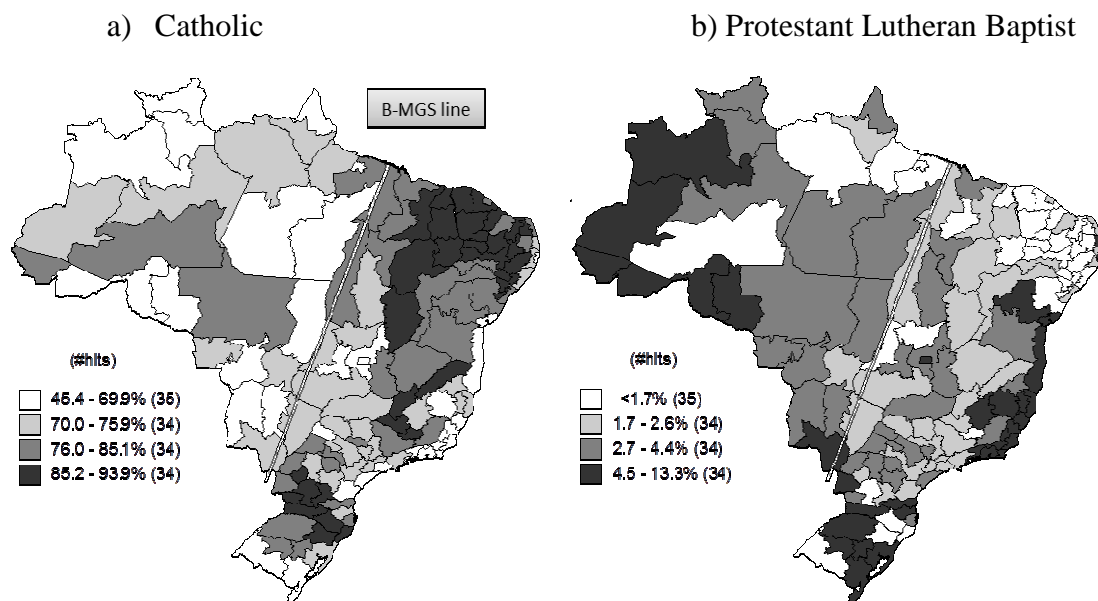 a) Catholic
b) Protestant Lutheran Baptist
B-MGS line
(#hits)
45.4 - 69.9% (35)
70.0 - 75.9% (34)
76.0 - 85.1% (34)
85.2 - 93.9% (34)
(#hits)
<1.7% (35)
1.7 - 2.6% (34)
2.7 - 4.4% (34)
4.5 - 13.3% (34)